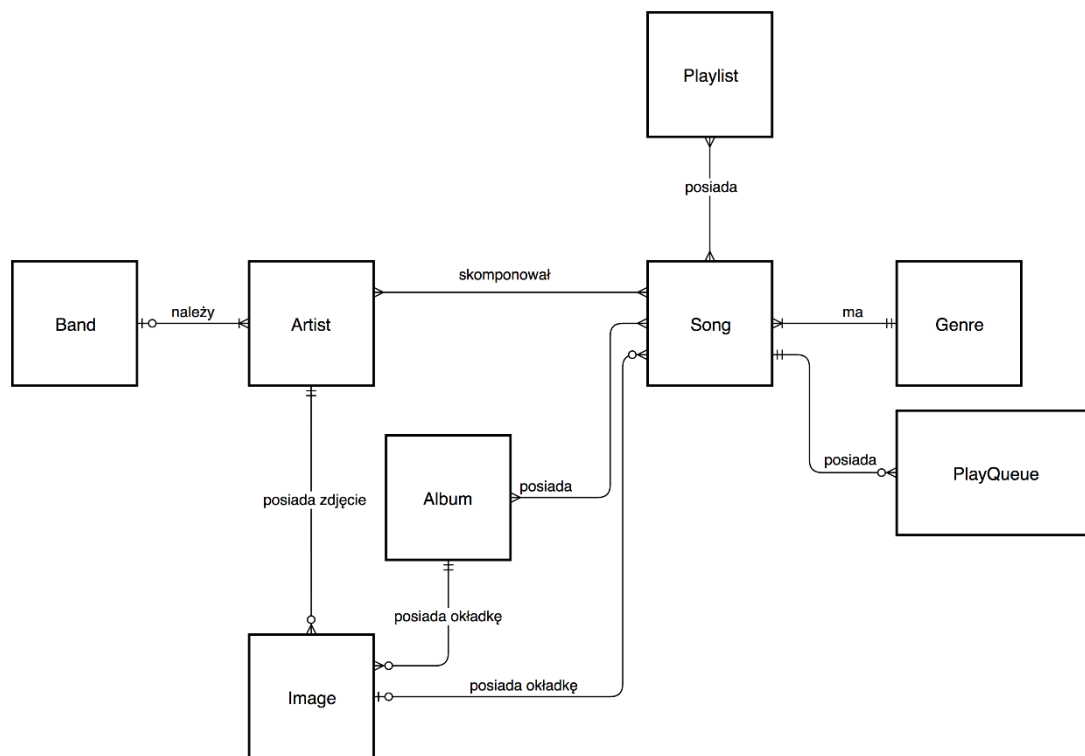 Playlist
posiada
Band
należy
Artist
skomponował
Song
ma
Genre
posiada zdjęcie
Album
posiada
posiada
PlayQueue
posiada okładkę
Image
posiada okładkę